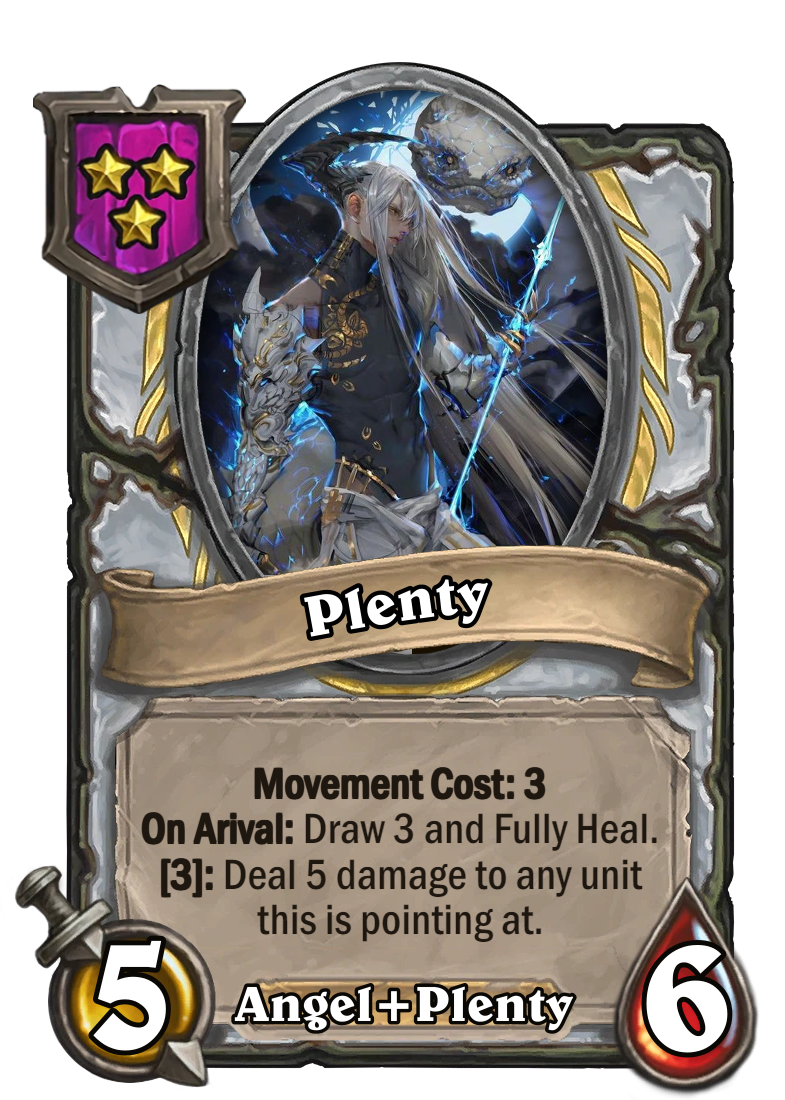 Plenty
Movement Cost: 3
On Arival: Draw 3 and Fully Heal.
[3]: Deal 5 damage to any unit
this is pointing at.
5
Angel+Plenty
6